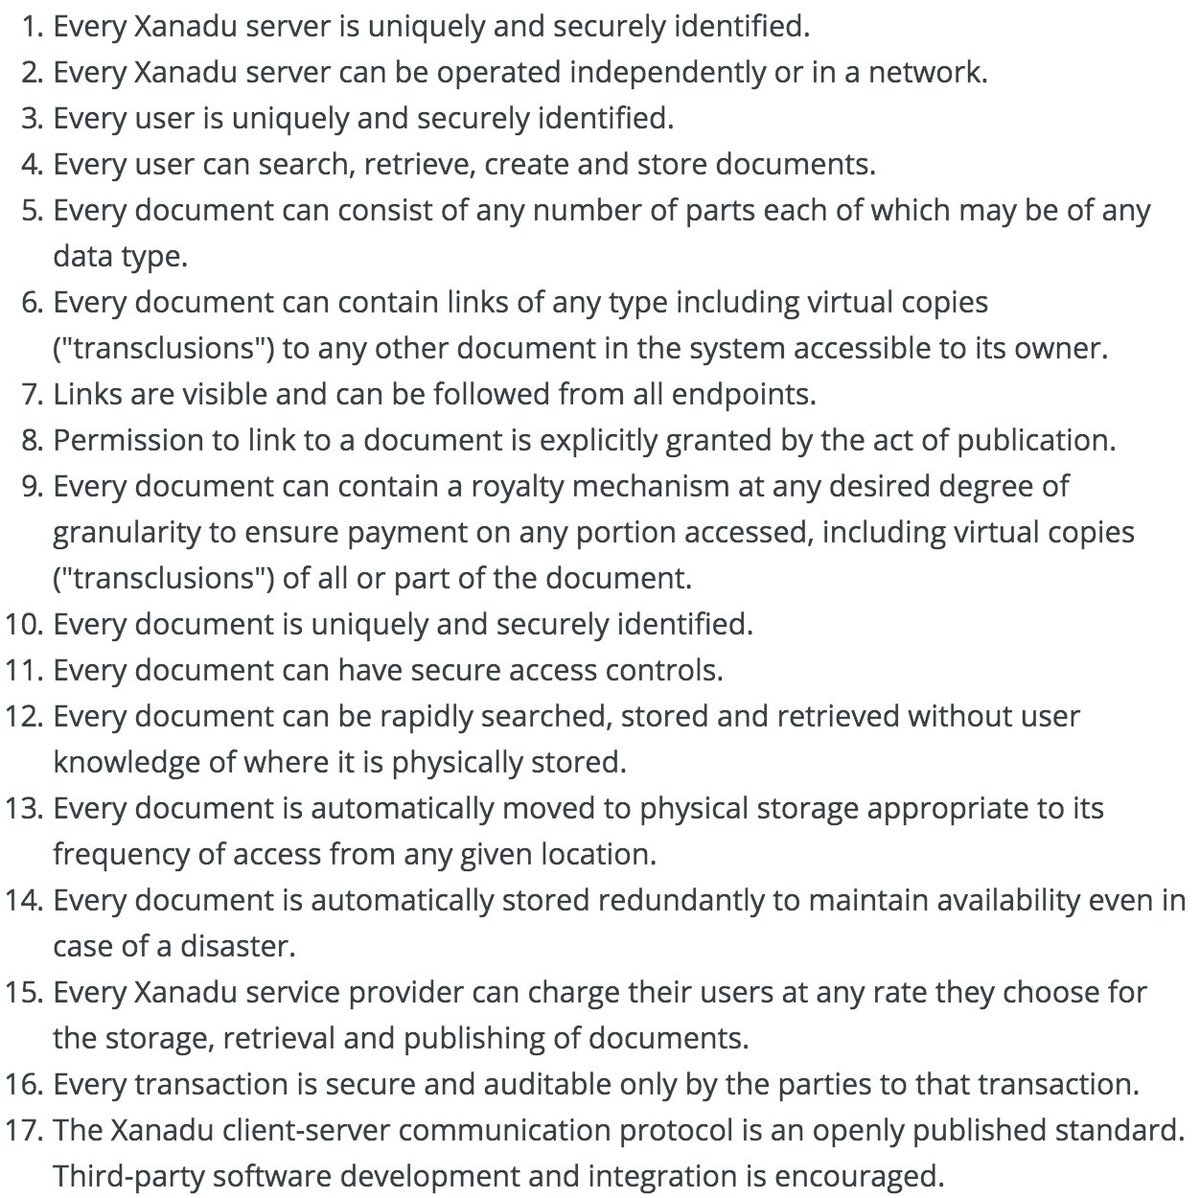 1. Every Xanadu server is uniquely and securely identified.
2. Every Xanadu server can be operated independently or in a network.
3. Every user is uniquely and securely identified.
4. Every user can search, retrieve, create and store documents.
5. Every document can consist of any number of parts each of which may be of any
data type.
6. Every document can contain links of any type including virtual copies
("transclusions") to any other document in the system accessible to its owner.
7. Links are visible and can be followed from all endpoints.
8. Permission to link to a document is explicitly granted by the act of publication.
9. Every document can contain a royalty mechanism at any desired degree of
granularity to ensure payment on any portion accessed, including virtual copies
("transclusions") of all or part of the document.
10. Every document is uniquely and securely identified.
11. Every document can have secure access controls.
12. Every document can be rapidly searched, stored and retrieved without user
knowledge of where it is physically stored.
13. Every document is automatically moved to physical storage appropriate to its
frequency of access from any given location.
14. Every document is automatically stored redundantly to maintain availability even in
case of a disaster.
15. Every Xanadu service provider can charge their users at any rate they choose for
the storage, retrieval and publishing of documents.
16. Every transaction is secure and auditable only by the parties to that transaction.
17. The Xanadu client-server communication protocol is an openly published standard.
Third-party software development and integration is encouraged.